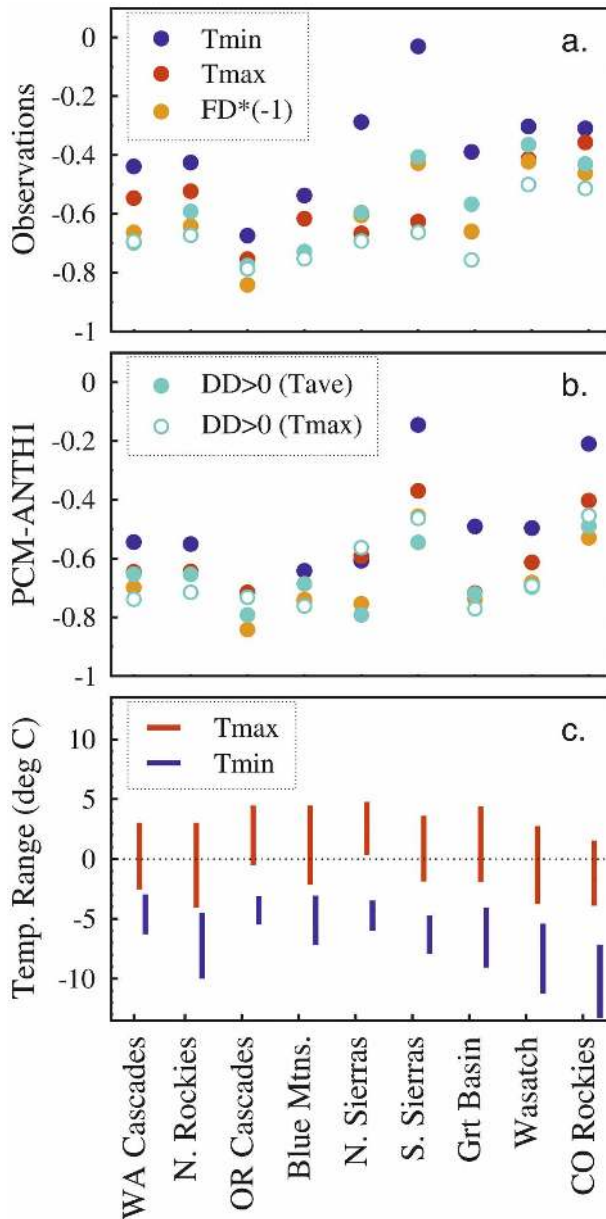 a.
Tmin
Tmax
FD*(-1)
0
-0.2
-0.4
-0.6
-0.8
-1
Observations
b.
DD>0 (Tave)
DD>0 (Tmax)
0
-0.2
-0.4
-0.6
-0.8
-1
PCM-ANTH1
c.
Tmax
Tmin
10
5
0
-5
-10
Temp. Range (deg C)
WA Cascades
N. Rockies
OR Cascades
Blue Mtns.
N. Sierras
S. Sierras
Grt Basin
Wasatch
CO Rockies